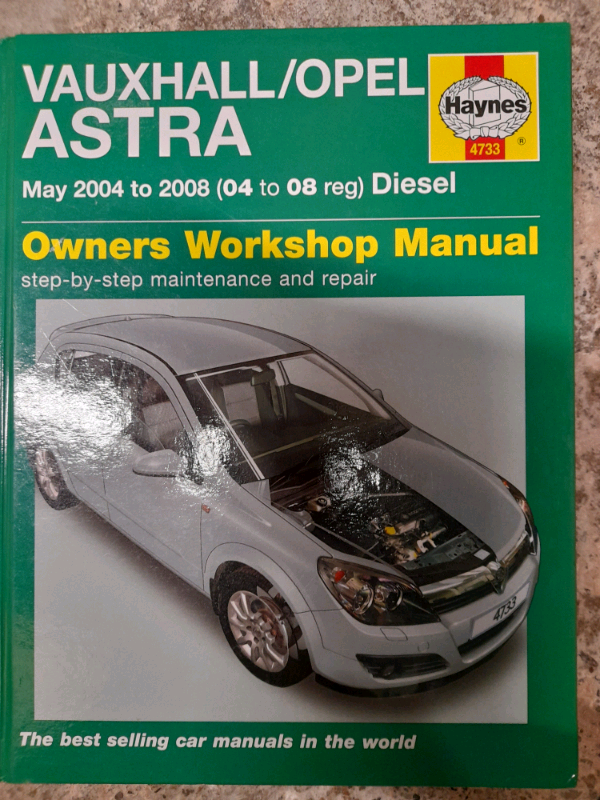 VAUXHALL/OPEL
ASTRA
Haynes
4733
®
May 2004 to 2008 (04 to 08 reg) Diesel
Owners Workshop Manual
step-by-step maintenance and repair
4733
The best selling car manuals in the world